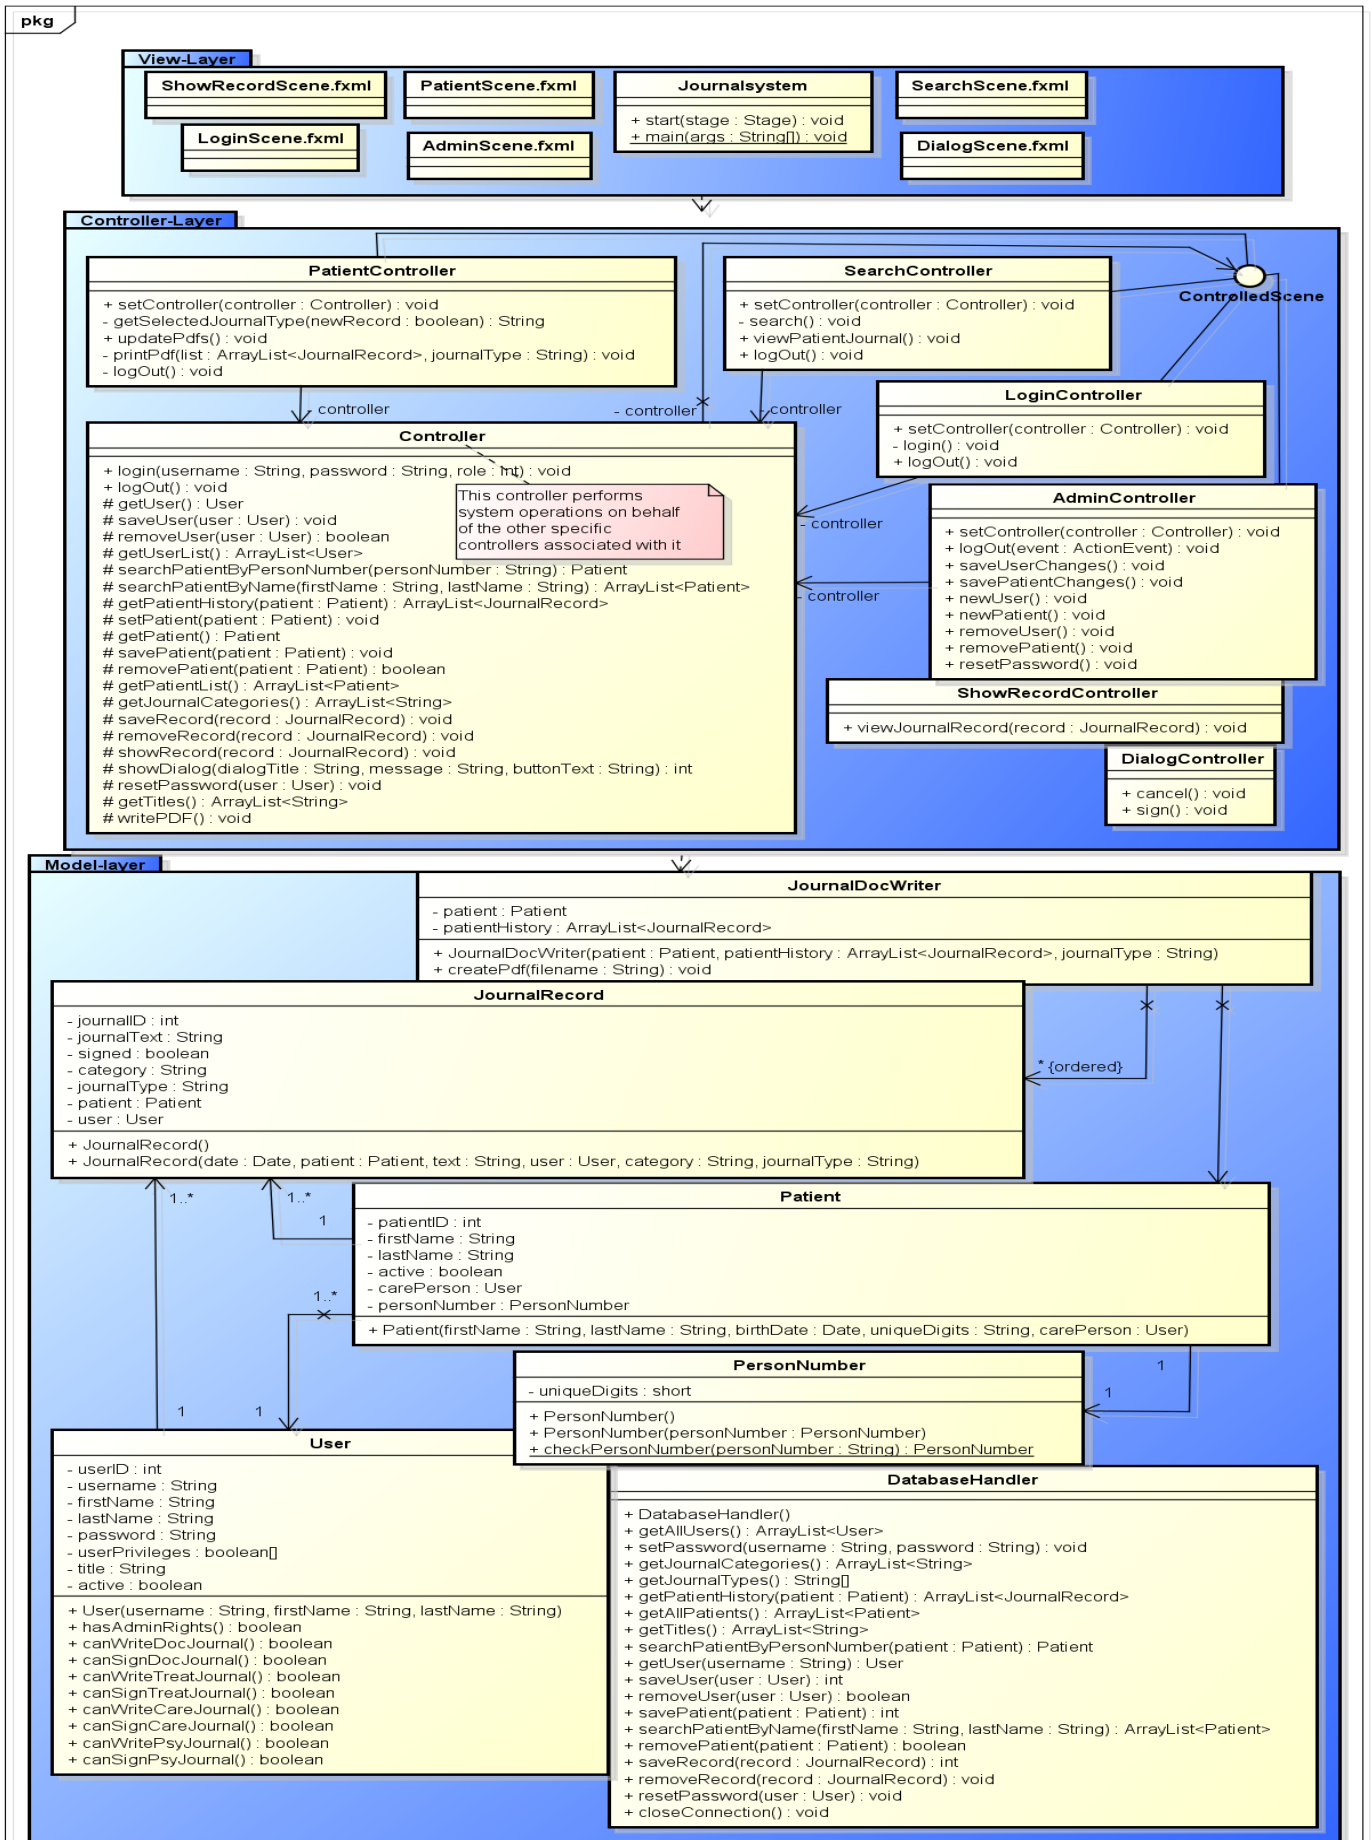 pkg
View-Layer
ShowRecordScene.fxml
PatientScene.fxml
Journalsystem
+ start(stage : Stage) : void
+ main(args : String[]) : void
SearchScene.fxml
LoginScene.fxml
AdminScene.fxml
DialogScene.fxml
Controller-Layer
PatientController
+ setController(controller : Controller) : void
- getSelectedJournalType(newRecord : boolean) : String
+ updatePdfs() : void
- printPdf(list : ArrayList<JournalRecord>, journalType : String) : void
- logOut() : void
SearchController
+ setController(controller : Controller) : void
- search() : void
+ viewPatientJournal() : void
+ logOut() : void
ControlledScene
LoginController
+ setController(controller : Controller) : void
- login() : void
+ logOut() : void
- controller
- controller
- controller
Controller
+ login(username : String, password : String, role : int) : void
+ logOut() : void
# getUser() : User
# saveUser(user : User) : void
# removeUser(user : User) : boolean
# getUserList() : ArrayList<User>
# searchPatientByPersonNumber(personNumber : String) : Patient
# searchPatientByName(firstName : String, lastName : String) : ArrayList<Patient>
# getPatientHistory(patient : Patient) : ArrayList<JournalRecord>
# setPatient(patient : Patient) : void
# getPatient() : Patient
# savePatient(patient : Patient) : void
# removePatient(patient : Patient) : boolean
# getPatientList() : ArrayList<Patient>
# getJournalCategories() : ArrayList<String>
# saveRecord(record : JournalRecord) : void
# removeRecord(record : JournalRecord) : void
# showRecord(record : JournalRecord) : void
# showDialog(dialogTitle : String, message : String, buttonText : String) : int
# resetPassword(user : User) : void
# getTitles() : ArrayList<String>
# writePDF() : void
This controller performs
system operations on behalf
of the other specific
controllers associated with it
- controller
- controller
AdminController
+ setController(controller : Controller) : void
+ logOut(event : ActionEvent) : void
+ saveUserChanges() : void
+ savePatientChanges() : void
+ newUser() : void
+ newPatient() : void
+ removeUser() : void
+ removePatient() : void
+ resetPassword() : void
ShowRecordController
+ viewJournalRecord(record : JournalRecord) : void
DialogController
+ cancel() : void
+ sign() : void
Model-layer
JournalDocWriter
- patient : Patient
- patientHistory : ArrayList<JournalRecord>
+ JournalDocWriter(patient : Patient, patientHistory : ArrayList<JournalRecord>, journalType : String)
+ createPdf(filename : String) : void
JournalRecord
- journalID : int
- journalText : String
- signed : boolean
- category : String
- journalType : String
- patient : Patient
- user : User
+ JournalRecord()
+ JournalRecord(date : Date, patient : Patient, text : String, user : User, category : String, journalType : String)
* {ordered}
1..*
1..*
1
Patient
- patientID : int
- firstName : String
- lastName : String
- active : boolean
- carePerson : User
- personNumber : PersonNumber
+ Patient(firstName : String, lastName : String, birthDate : Date, uniqueDigits : String, carePerson : User)
1..*
1
1
1
1
PersonNumber
- uniqueDigits : short
+ PersonNumber()
+ PersonNumber(personNumber : PersonNumber)
+ checkPersonNumber(personNumber : String) : PersonNumber
User
- userID : int
- username : String
- firstName : String
- lastName : String
- password : String
- userPrivileges : boolean[]
- title : String
- active : boolean
+ User(username : String, firstName : String, lastName : String)
+ hasAdminRights() : boolean
+ canWriteDocJournal() : boolean
+ canSignDocJournal() : boolean
+ canWriteTreatJournal() : boolean
+ canSignTreatJournal() : boolean
+ canWriteCareJournal() : boolean
+ canSignCareJournal() : boolean
+ canWritePsyJournal() : boolean
+ canSignPsyJournal() : boolean
DatabaseHandler
+ DatabaseHandler()
+ getAllUsers() : ArrayList<User>
+ setPassword(username : String, password : String) : void
+ getJournalCategories() : ArrayList<String>
+ getJournalTypes() : String[]
+ getPatientHistory(patient : Patient) : ArrayList<JournalRecord>
+ getAllPatients() : ArrayList<Patient>
+ getTitles() : ArrayList<String>
+ searchPatientByPersonNumber(patient : Patient) : Patient
+ getUser(username : String) : User
+ saveUser(user : User) : int
+ removeUser(user : User) : boolean
+ savePatient(patient : Patient) : int
+ searchPatientByName(firstName : String, lastName : String) : ArrayList<Patient>
+ removePatient(patient : Patient) : boolean
+ saveRecord(record : JournalRecord) : int
+ removeRecord(record : JournalRecord) : void
+ resetPassword(user : User) : void
+ closeConnection() : void